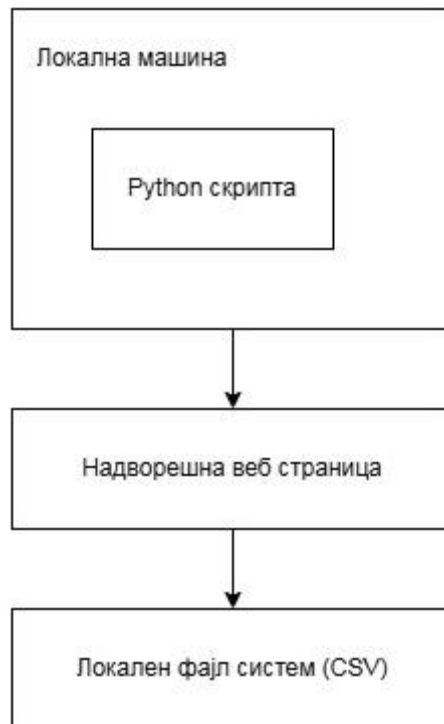 Локална машина
Python скрипта
Надворешна веб страница
Локален фајл систем (CSV)